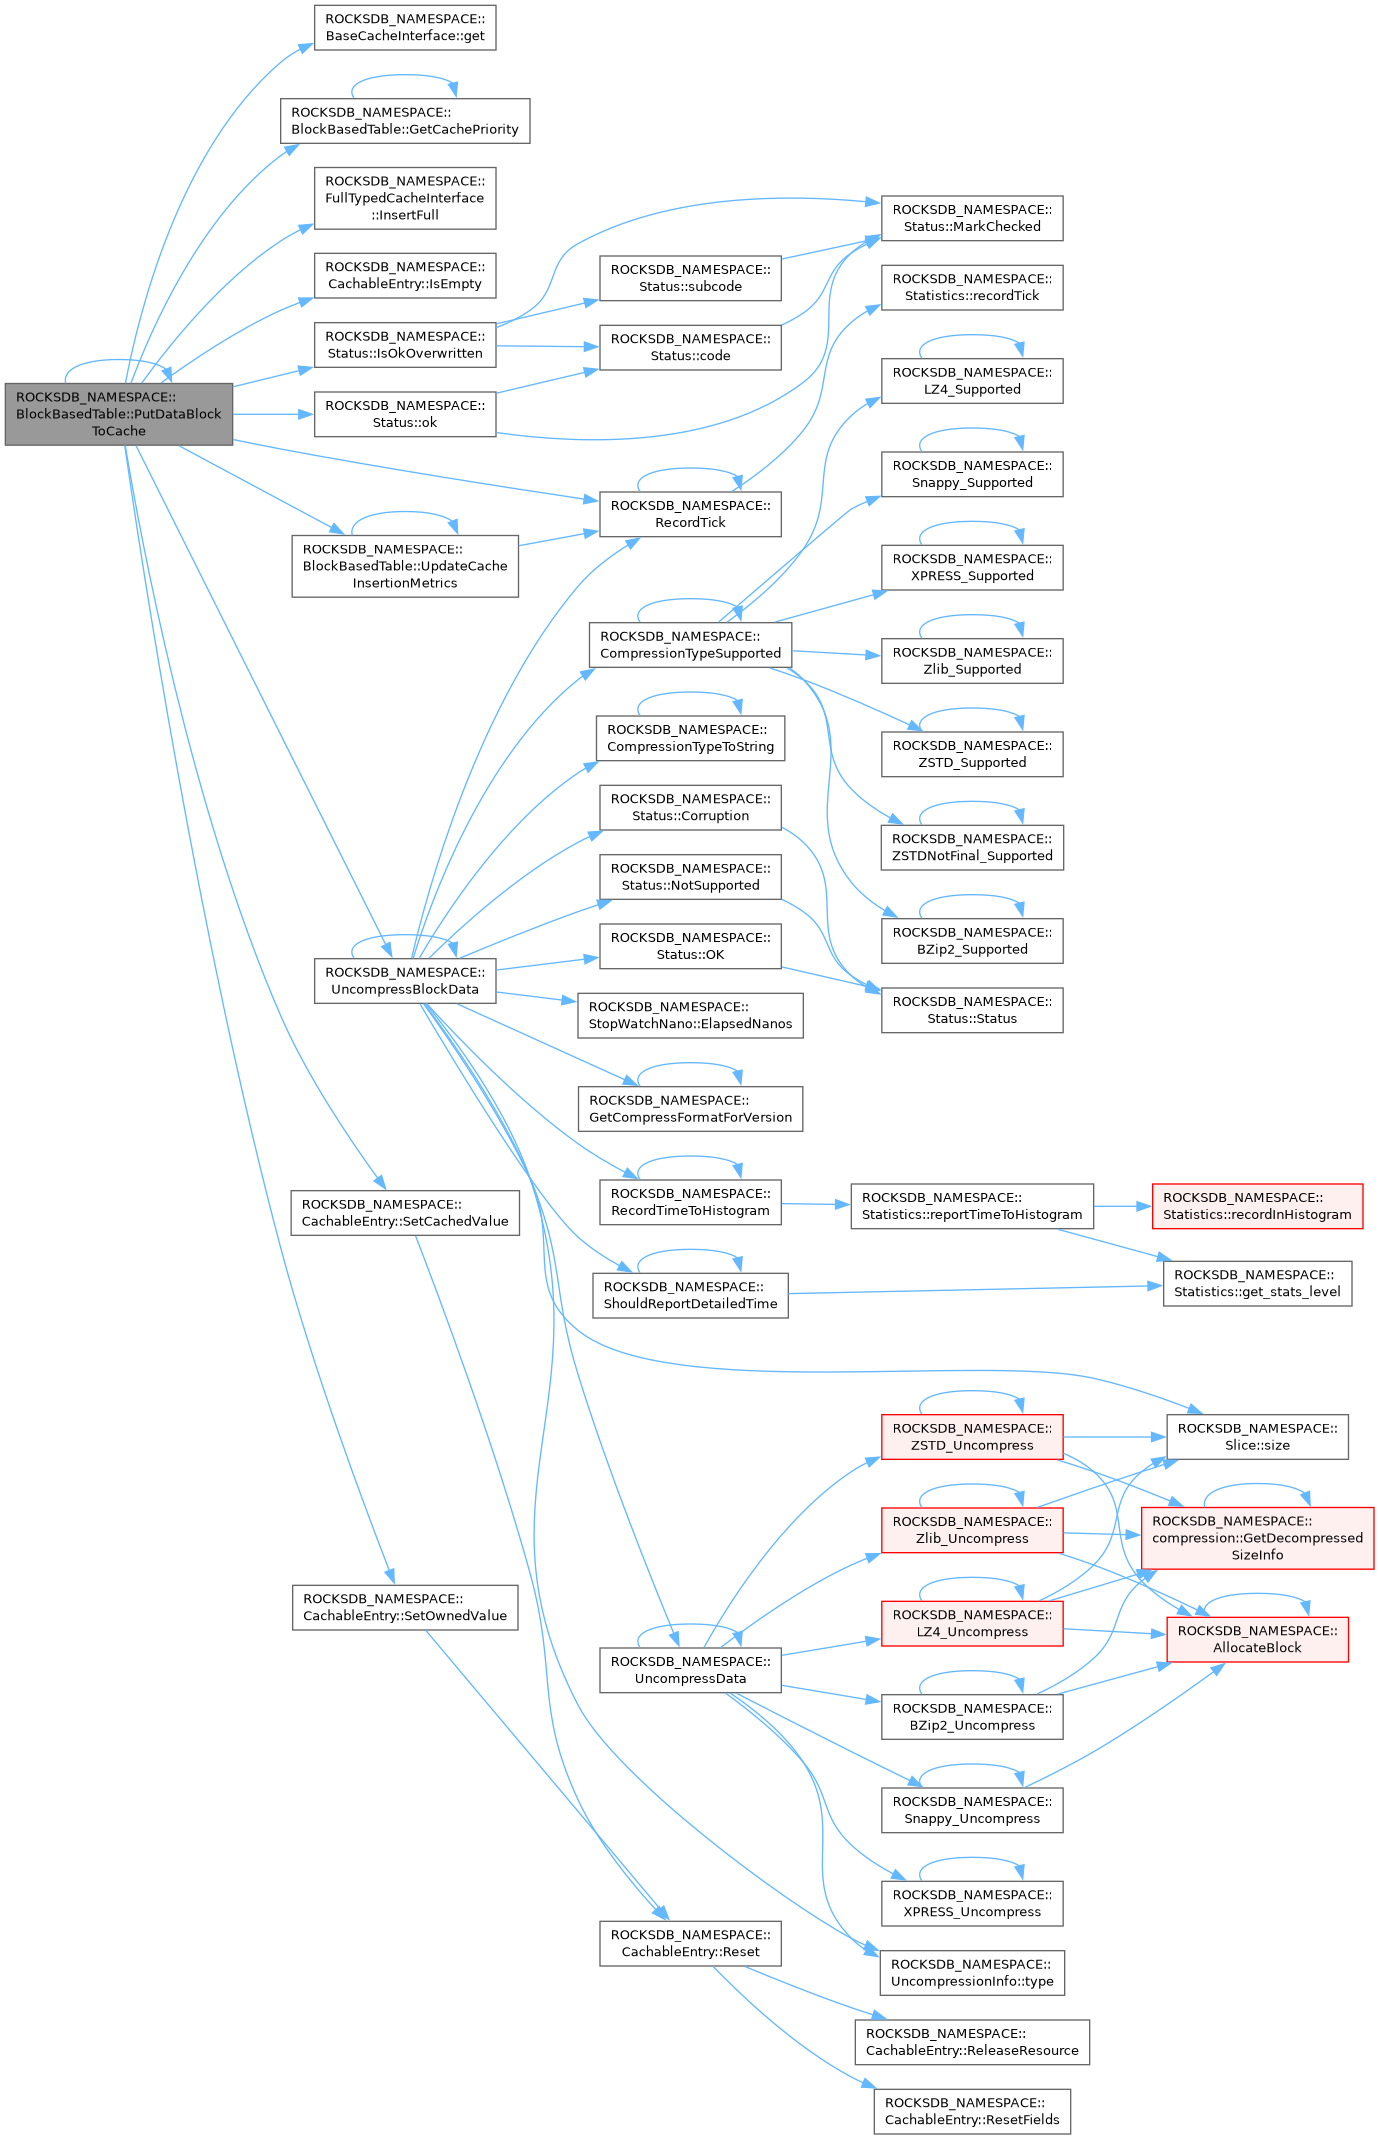 ROCKSDB_NAMESPACE::
BlockBasedTable::PutDataBlock
ToCache
ROCKSDB_NAMESPACE::
BaseCacheInterface::get
ROCKSDB_NAMESPACE::
BlockBasedTable::GetCachePriority
ROCKSDB_NAMESPACE::
FullTypedCacheInterface
::InsertFull
ROCKSDB_NAMESPACE::
CachableEntry::IsEmpty
ROCKSDB_NAMESPACE::
Status::IsOkOverwritten
ROCKSDB_NAMESPACE::
Status::ok
ROCKSDB_NAMESPACE::
BlockBasedTable::UpdateCache
InsertionMetrics
ROCKSDB_NAMESPACE::
UncompressBlockData
ROCKSDB_NAMESPACE::
CachableEntry::SetCachedValue
ROCKSDB_NAMESPACE::
CachableEntry::SetOwnedValue
ROCKSDB_NAMESPACE::
Status::subcode
ROCKSDB_NAMESPACE::
Status::code
ROCKSDB_NAMESPACE::
RecordTick
ROCKSDB_NAMESPACE::
CompressionTypeSupported
ROCKSDB_NAMESPACE::
CompressionTypeToString
ROCKSDB_NAMESPACE::
Status::Corruption
ROCKSDB_NAMESPACE::
Status::NotSupported
ROCKSDB_NAMESPACE::
Status::OK
ROCKSDB_NAMESPACE::
StopWatchNano::ElapsedNanos
ROCKSDB_NAMESPACE::
GetCompressFormatForVersion
ROCKSDB_NAMESPACE::
RecordTimeToHistogram
ROCKSDB_NAMESPACE::
ShouldReportDetailedTime
ROCKSDB_NAMESPACE::
UncompressData
ROCKSDB_NAMESPACE::
CachableEntry::Reset
ROCKSDB_NAMESPACE::
Status::MarkChecked
ROCKSDB_NAMESPACE::
Statistics::recordTick
ROCKSDB_NAMESPACE::
LZ4_Supported
ROCKSDB_NAMESPACE::
Snappy_Supported
ROCKSDB_NAMESPACE::
XPRESS_Supported
ROCKSDB_NAMESPACE::
Zlib_Supported
ROCKSDB_NAMESPACE::
ZSTD_Supported
ROCKSDB_NAMESPACE::
ZSTDNotFinal_Supported
ROCKSDB_NAMESPACE::
BZip2_Supported
ROCKSDB_NAMESPACE::
Status::Status
ROCKSDB_NAMESPACE::
Statistics::reportTimeToHistogram
ROCKSDB_NAMESPACE::
ZSTD_Uncompress
ROCKSDB_NAMESPACE::
Zlib_Uncompress
ROCKSDB_NAMESPACE::
LZ4_Uncompress
ROCKSDB_NAMESPACE::
BZip2_Uncompress
ROCKSDB_NAMESPACE::
Snappy_Uncompress
ROCKSDB_NAMESPACE::
XPRESS_Uncompress
ROCKSDB_NAMESPACE::
UncompressionInfo::type
ROCKSDB_NAMESPACE::
CachableEntry::ReleaseResource
ROCKSDB_NAMESPACE::
CachableEntry::ResetFields
ROCKSDB_NAMESPACE::
Statistics::recordInHistogram
ROCKSDB_NAMESPACE::
Statistics::get_stats_level
ROCKSDB_NAMESPACE::
Slice::size
ROCKSDB_NAMESPACE::
compression::GetDecompressed
SizeInfo
ROCKSDB_NAMESPACE::
AllocateBlock